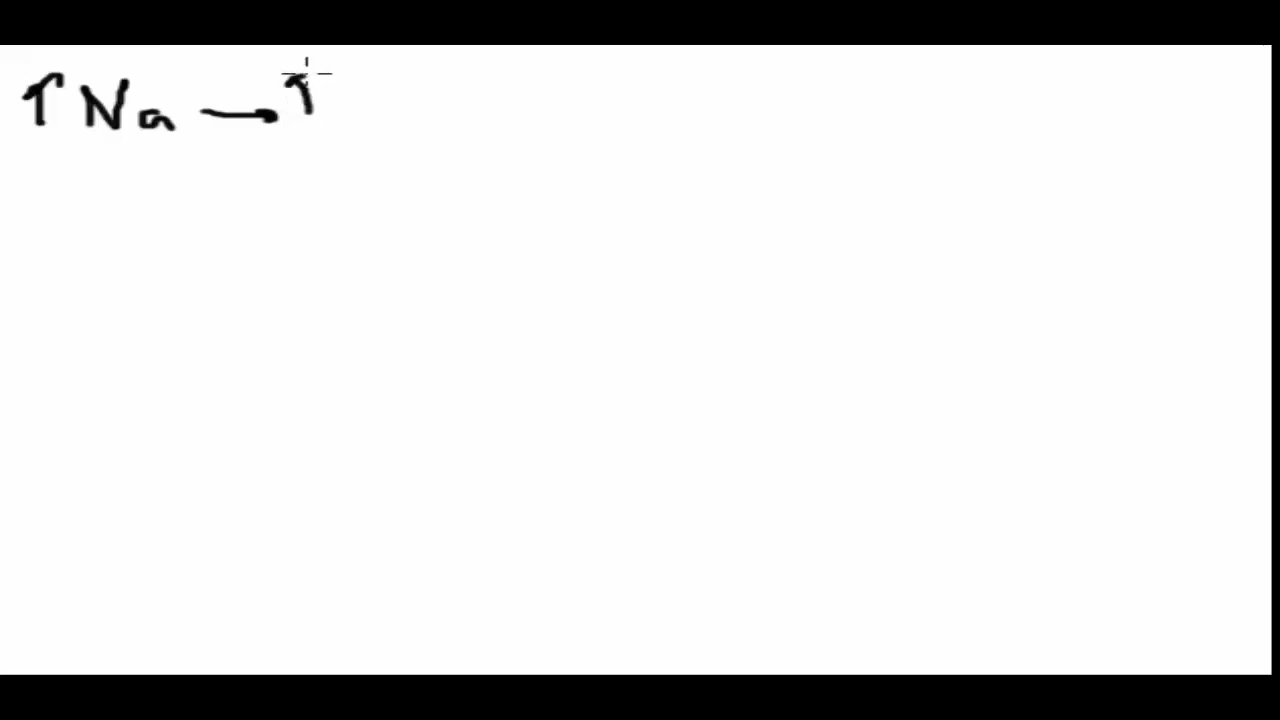 ↑ Na → ↑